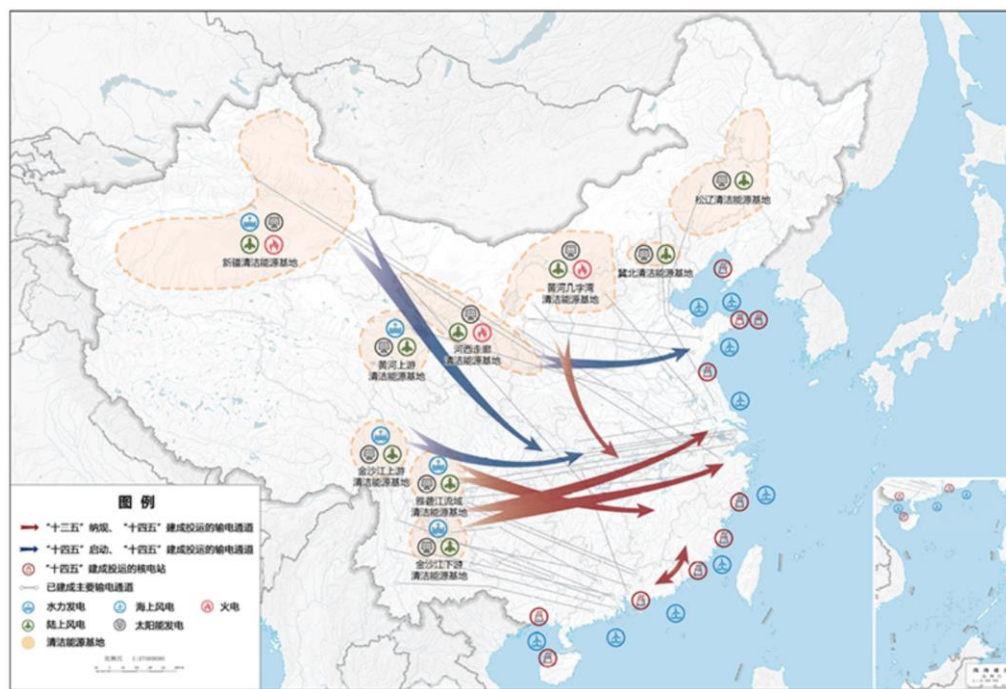 松辽清洁能源基地
新疆清洁能源基地
冀北清洁能源基地
黄河几字湾
清洁能源基地
河西走廊
清洁能源基地
黄河上游
清洁能源基地
金沙江上游
清洁能源基地
雅砻江流域
清洁能源基地
金沙江下游
清洁能源基地
图例
“十三五”纳规、“十四五”建成投运的输电通道
“十四五”启动、“十四五”建成投运的输电通道
“十四五”建成投运的核电站
已建成主要输电通道
水力发电 海上风电 火电
陆上风电 太阳能发电
清洁能源基地